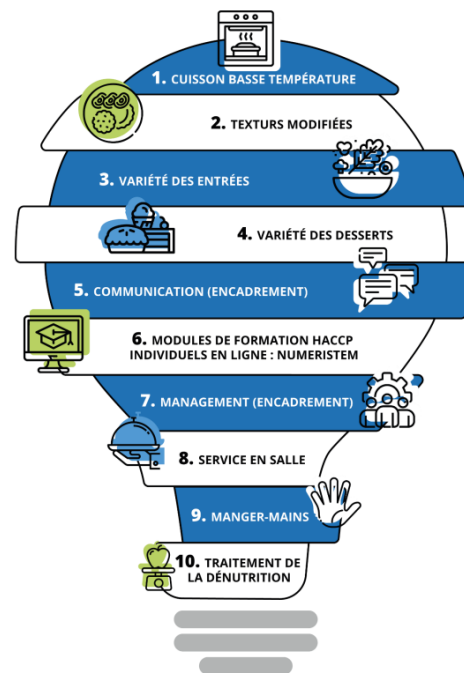 1. CUISSON BASSE TEMPÉRATURE
2. TEXTURS MODIFIÉES
3. VARIÉTÉ DES ENTRÉES
4. VARIÉTÉ DES DESSERTS
5. COMMUNICATION (ENCADREMENT)
6. MODULES DE FORMATION HACCP
INDIVIDUELS EN LIGNE : NUMERISTEM
7. MANAGEMENT (ENCADREMENT)
8. SERVICE EN SALLE
9. MANGER-MAINS
10. TRAITEMENT DE
LA DÉNUTRITION